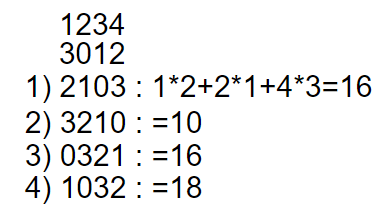 1234
3012
1) 2103 : 1*2+2*1+4*3=16
2) 3210 : =10
3) 0321 : =16
4) 1032 : =18